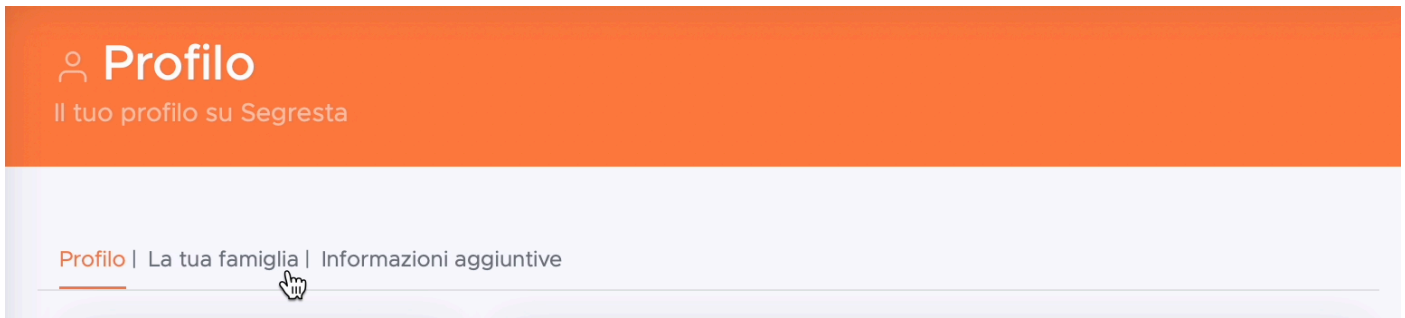 Profilo
Il tuo profilo su Segresta
Profilo | La tua famiglia | Informazioni aggiuntive